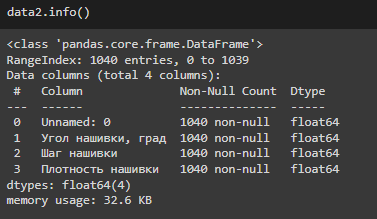 data2.info()
<class 'pandas.core.frame.DataFrame'>
RangeIndex: 1040 entries, 0 to 1039
Data columns (total 4 columns):
 #   Column              Non-Null Count  Dtype
---  ------              --------------  -----
 0   Unnamed: 0          1040 non-null   float64
 1   Угол нашивки, град  1040 non-null   float64
 2   Шаг нашивки         1040 non-null   float64
 3   Плотность нашивки   1040 non-null   float64
dtypes: float64(4)
memory usage: 32.6 KB